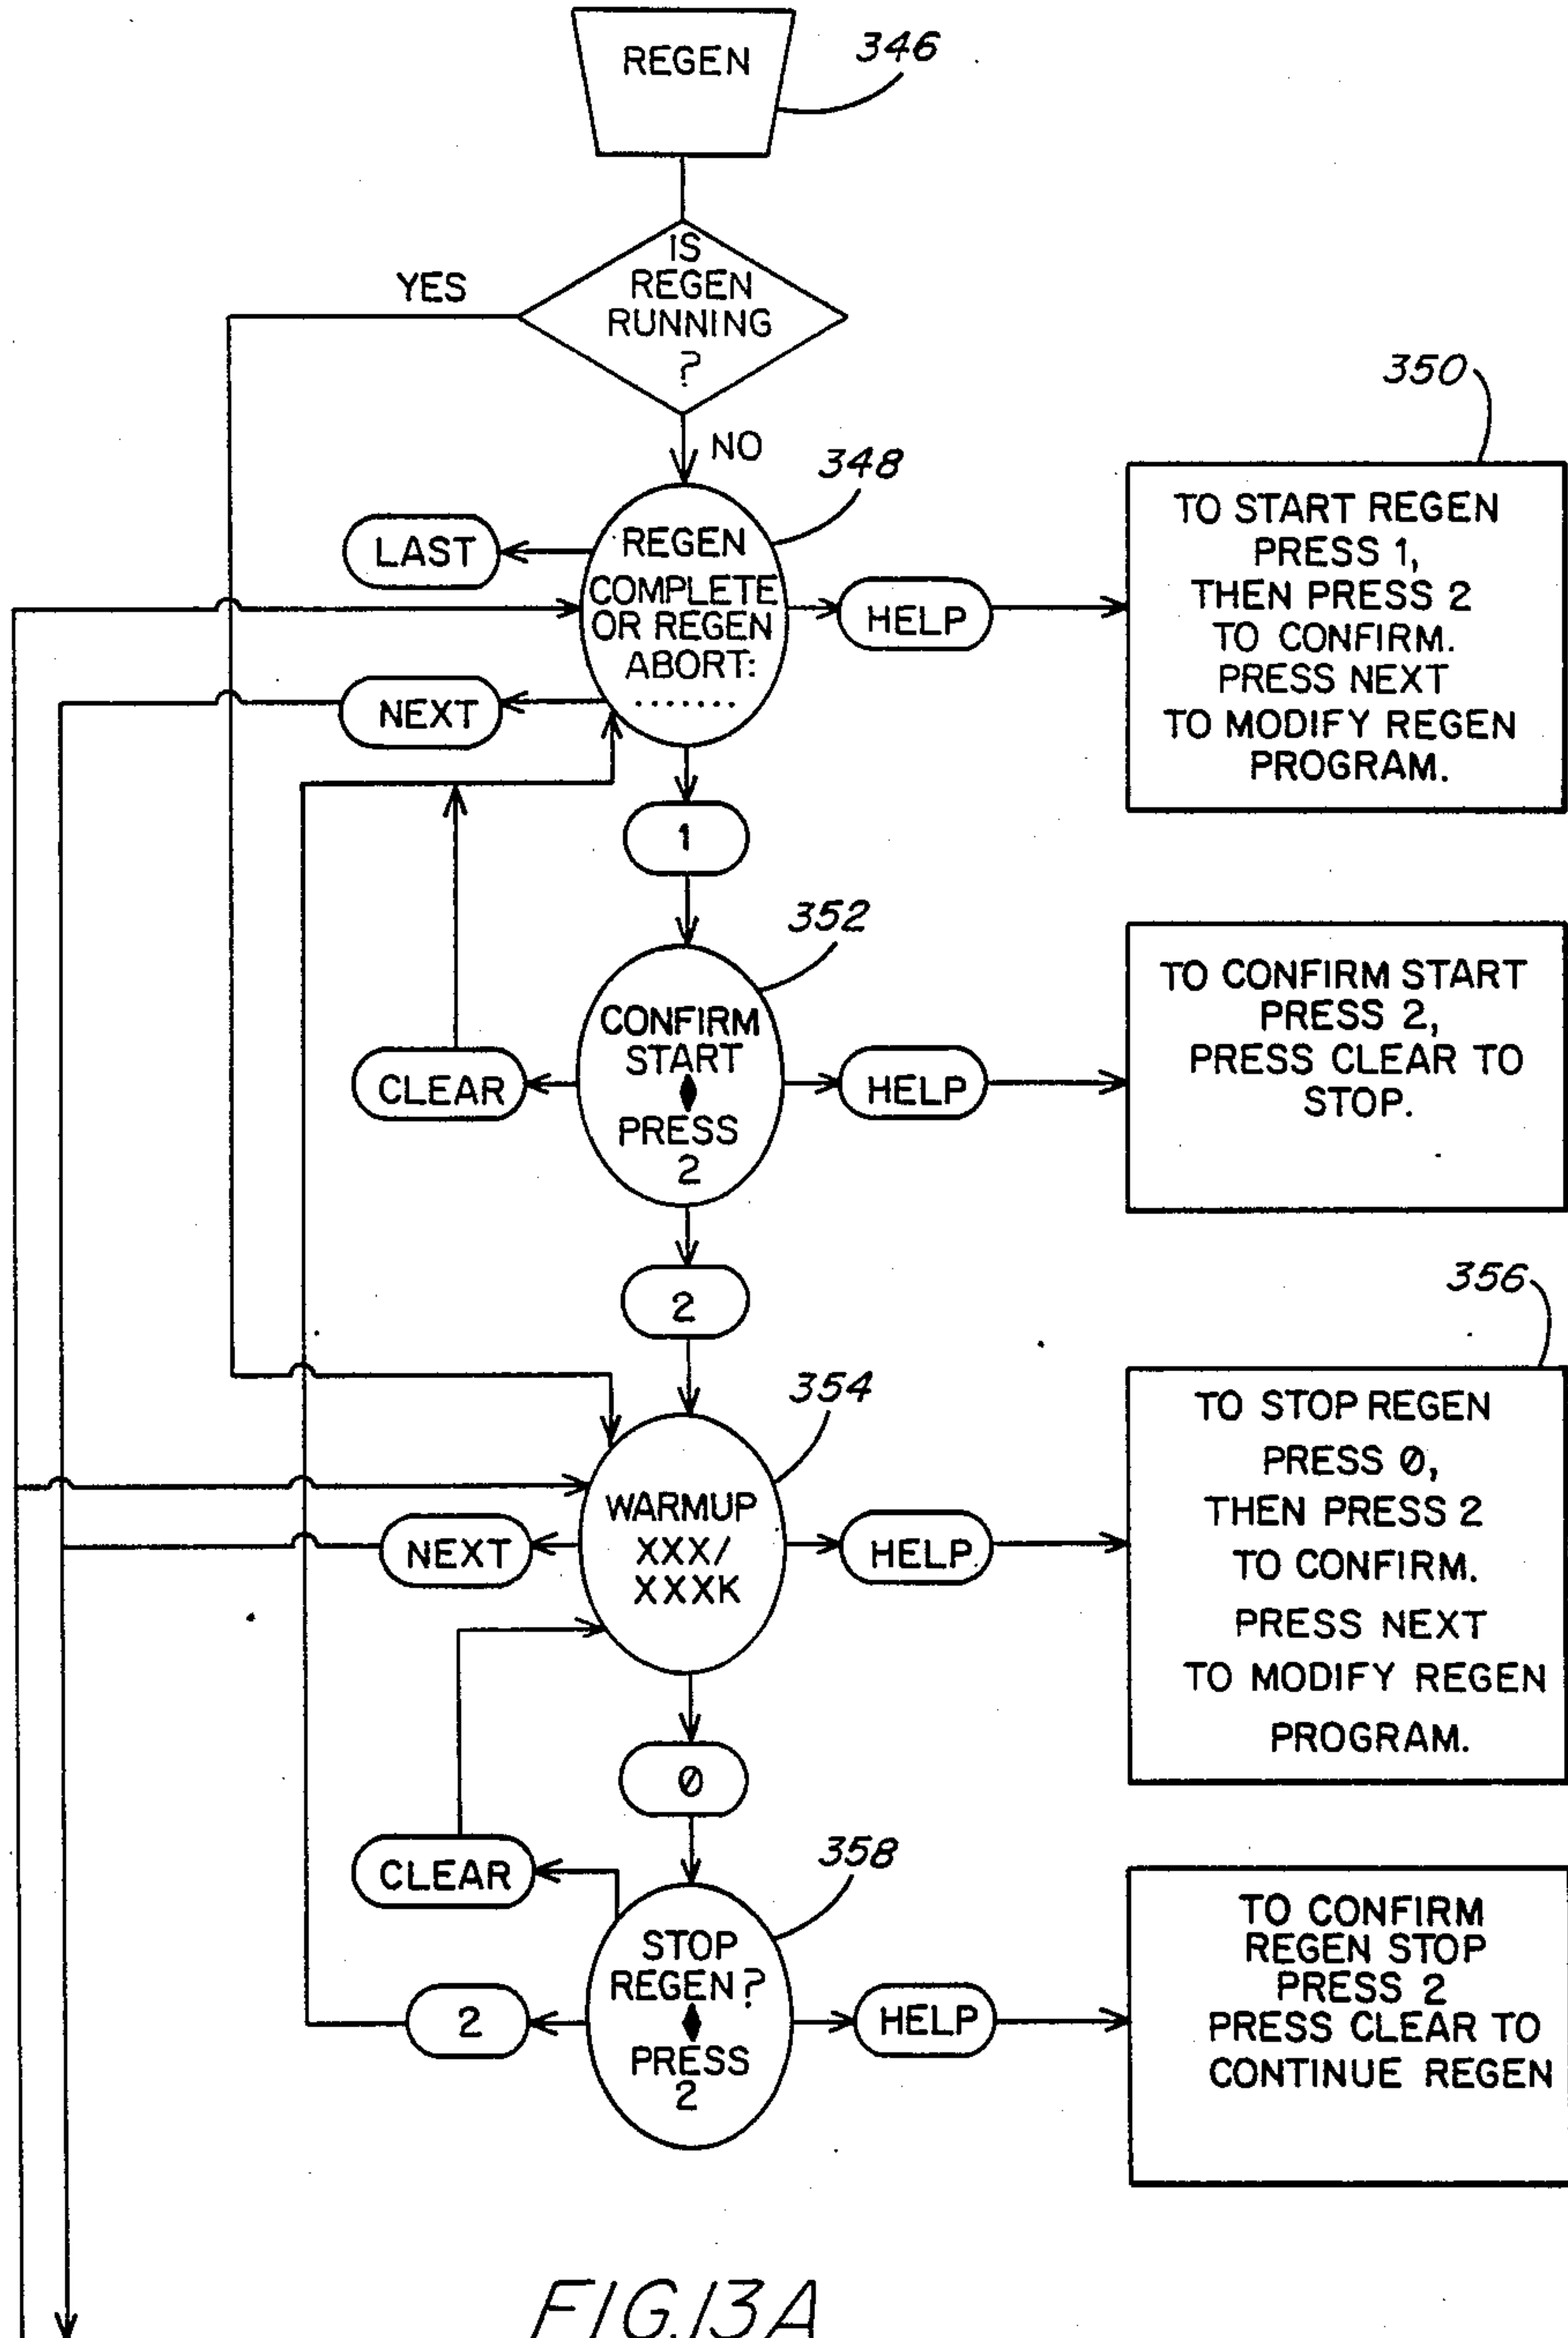 REGEN
346
IS
REGEN
RUNNING
?
YES
NO
348
350
LAST
REGEN
COMPLETE
OR REGEN
ABORT:
.......
HELP
NEXT
TO START REGEN
PRESS 1,
THEN PRESS 2
TO CONFIRM.
PRESS NEXT
TO MODIFY REGEN
PROGRAM.
1
352
CLEAR
CONFIRM
START
♦
PRESS
2
HELP
TO CONFIRM START
PRESS 2,
PRESS CLEAR TO
STOP.
2
354
356
NEXT
WARMUP
XXX/
XXXK
HELP
TO STOP REGEN
PRESS 0,
THEN PRESS 2
TO CONFIRM.
PRESS NEXT
TO MODIFY REGEN
PROGRAM.
0
358
CLEAR
2
STOP
REGEN?
♦
PRESS
2
HELP
TO CONFIRM
REGEN STOP
PRESS 2
PRESS CLEAR TO
CONTINUE REGEN
FIG.13A